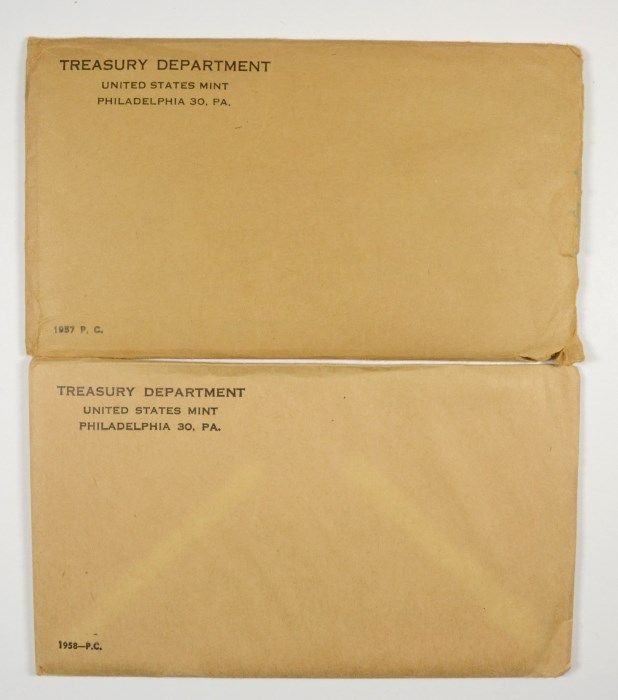 TREASURY DEPARTMENT
UNITED STATES MINT
PHILADELPHIA 30, PA.
1957 P. C.
TREASURY DEPARTMENT
UNITED STATES MINT
PHILADELPHIA 30, PA.
1958—P.C.